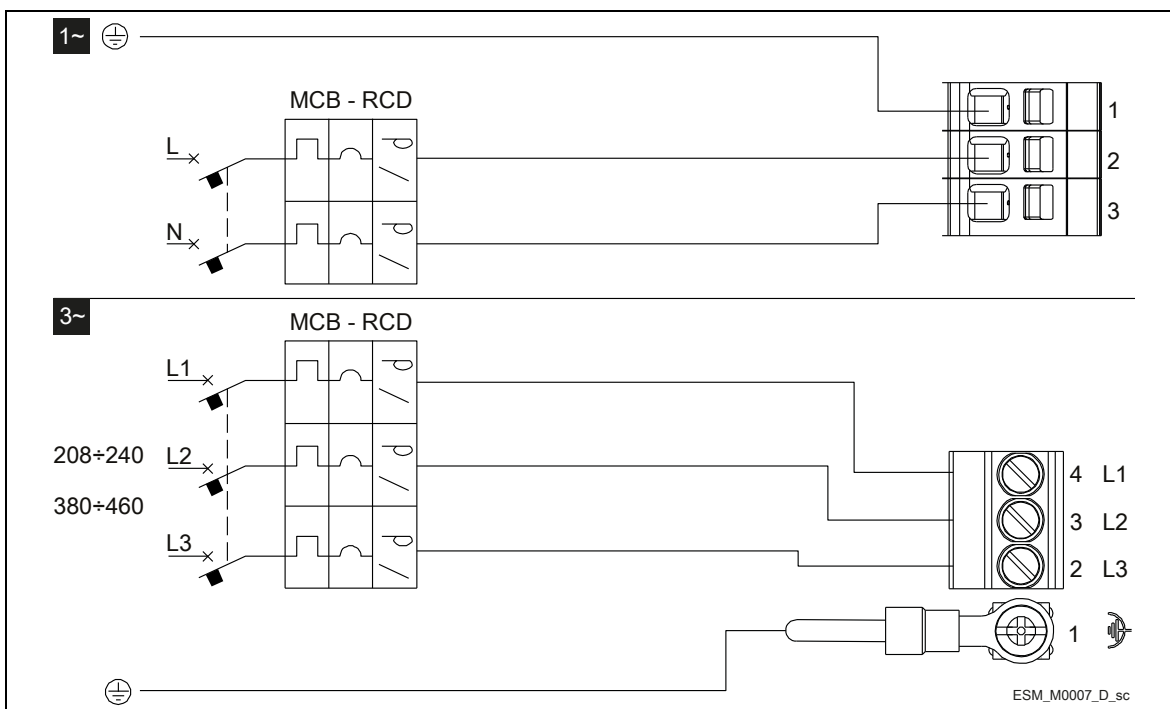 1~
MCB - RCD
1
L
2
N
3
3~
MCB - RCD
L1
208÷240 L2
380÷460
L3
4 L1
3 L2
2 L3
1
ESM_M0007_D_sc